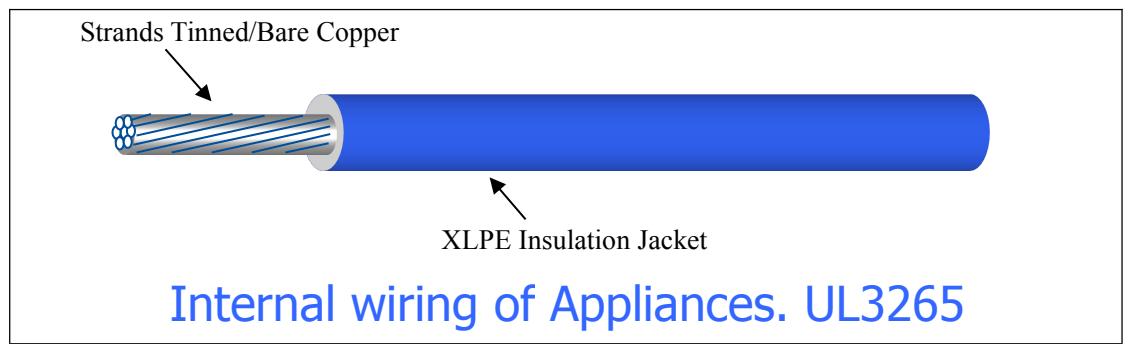 Strands Tinned/Bare Copper
XLPE Insulation Jacket
Internal wiring of Appliances. UL3265